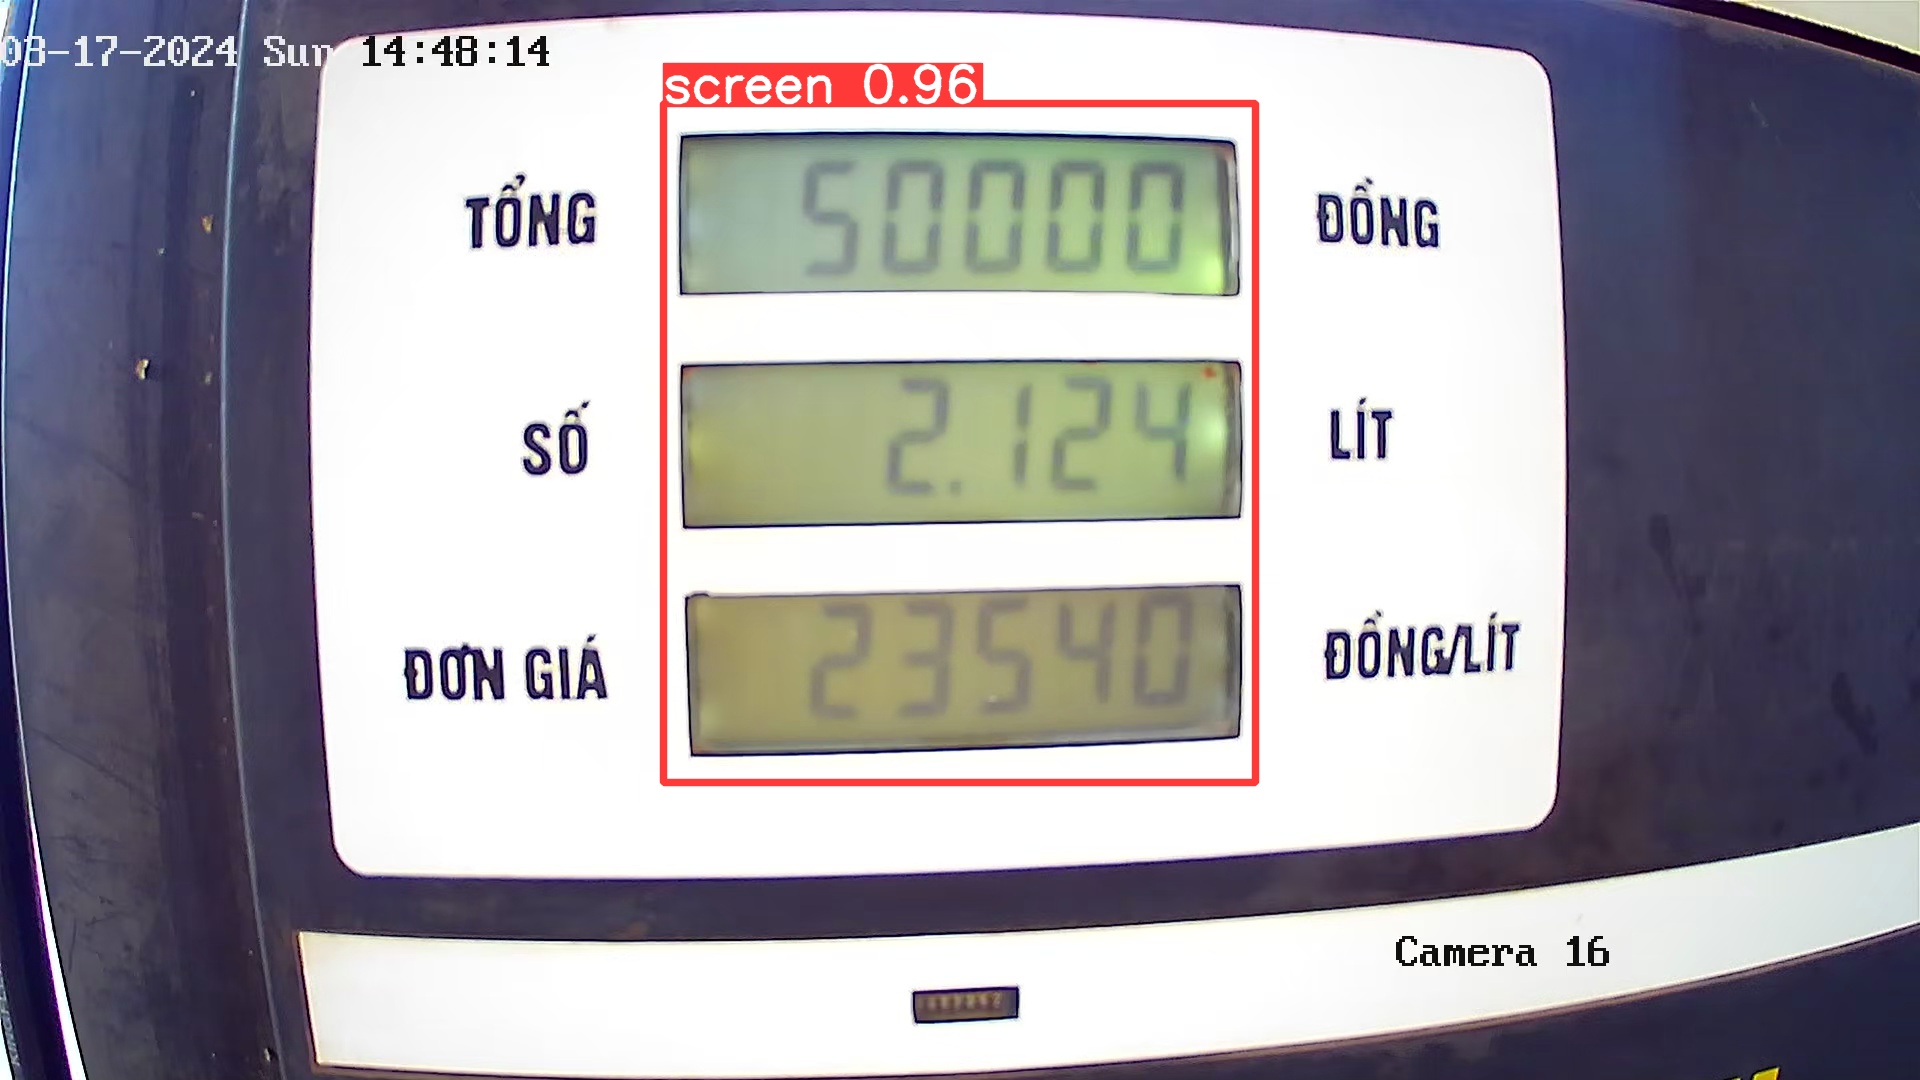 08-17-2024 Sun 14:48:14
screen 0.96
TỔNG 50000 ĐỒNG
SỐ 2.124 LÍT
ĐƠN GIÁ 23540 ĐỒNG/LÍT
Camera 16